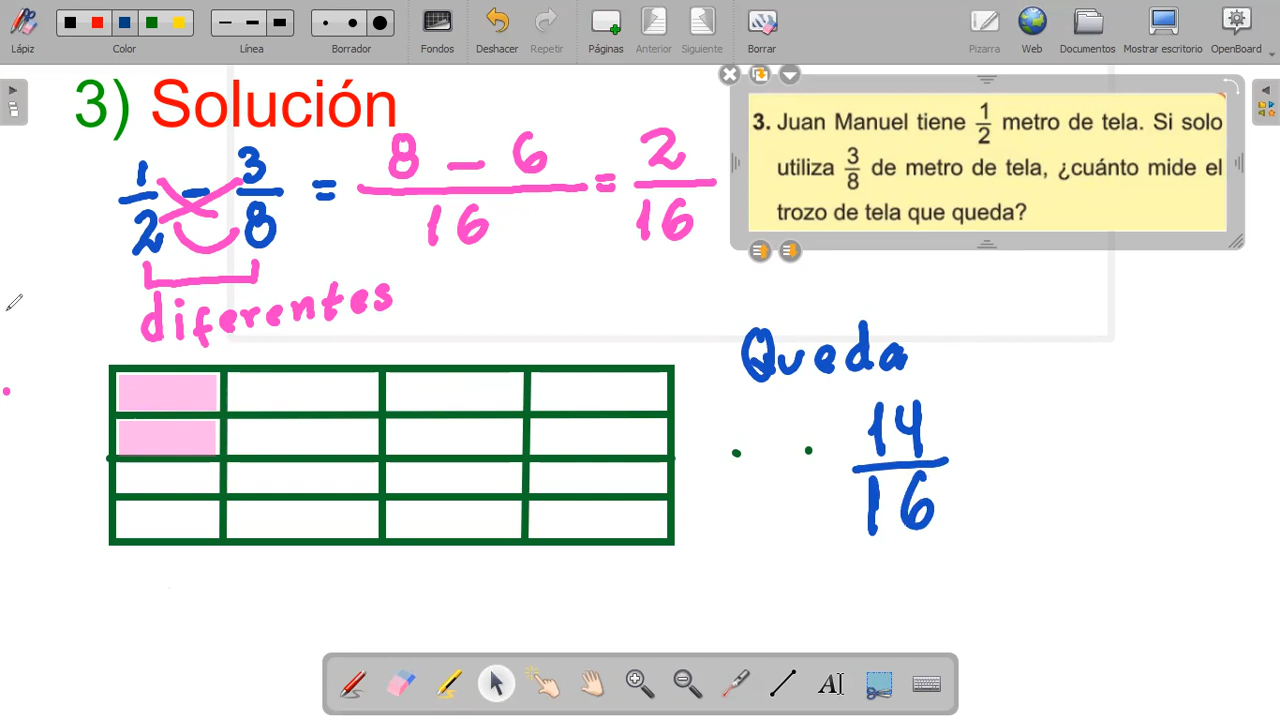 Lápiz Color Línea Borrador Fondos Deshacer Repetir Páginas Anterior Siguiente Borrar Pizarra Web Documentos Mostrar escritorio OpenBoard
3) Solución
1/2 - 3/8 = 8 - 6/16 = 2/16
diferentes
3. Juan Manuel tiene 1/2 metro de tela. Si solo
utiliza 3/8 de metro de tela, ¿cuánto mide el
trozo de tela que queda?
Queda
14/16